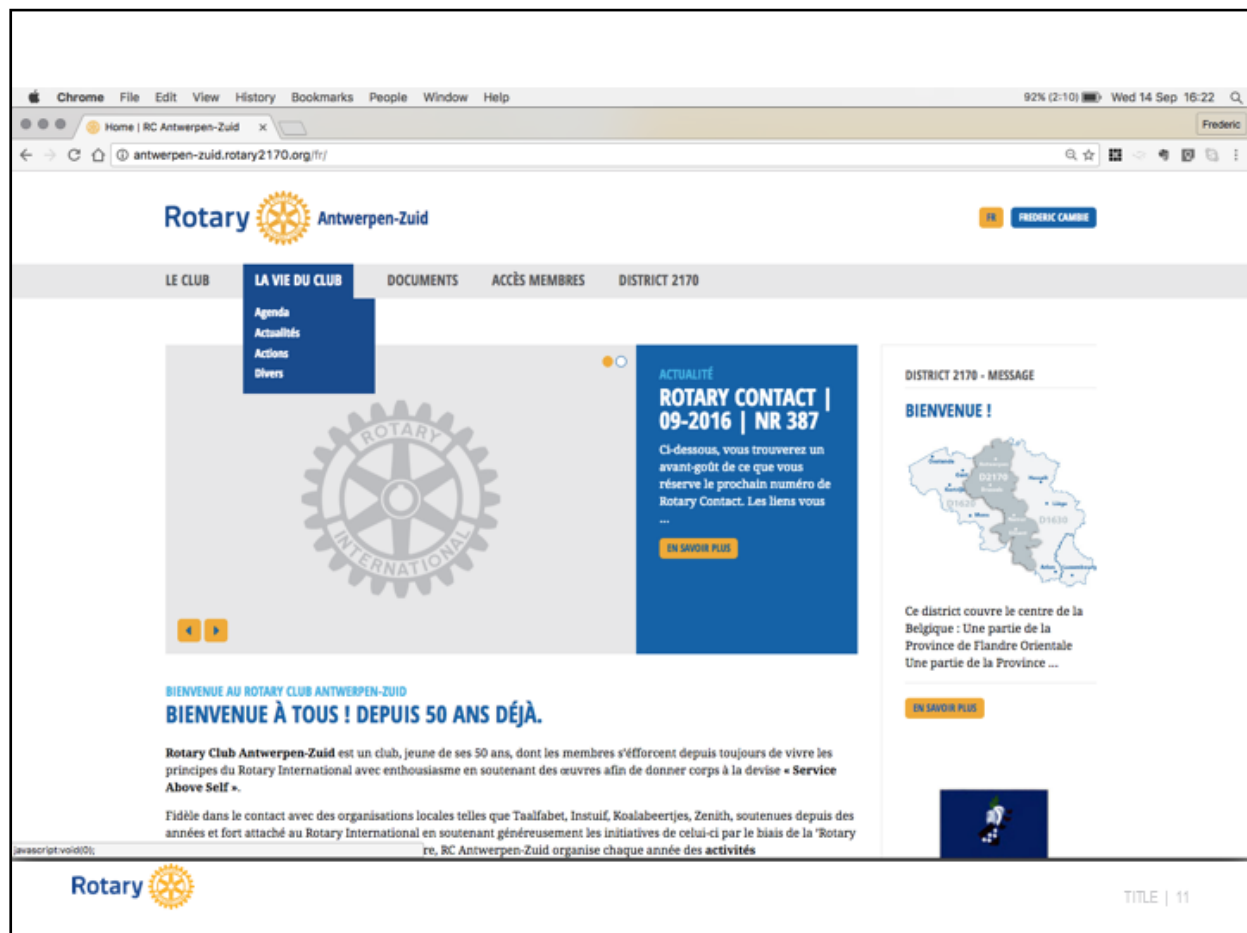 Chrome File Edit View History Bookmarks People Window Help 92% (2:10) Wed 14 Sep 16:22
Home | RC Antwerpen-Zuid x Frederic
antwerpen-zuid.rotary2170.org/fr/
Rotary Antwerpen-Zuid FR FREDERIC CAMBIE
LE CLUB LA VIE DU CLUB DOCUMENTS ACCÈS MEMBRES DISTRICT 2170
Agenda
Actualités
Actions
Divers
ROTARY
INTERNATIONAL
ACTUALITÉ
ROTARY CONTACT |
09-2016 | NR 387
Ci-dessous, vous trouverez un
avant-goût de ce que vous
réserve le prochain numéro de
Rotary Contact. Les liens vous
...
EN SAVOIR PLUS
DISTRICT 2170 - MESSAGE
BIENVENUE !
D2170
D1620
D1630
Liège
Mons
Ce district couvre le centre de la
Belgique : Une partie de la
Province de Flandre Orientale
Une partie de la Province ...
EN SAVOIR PLUS
BIENVENUE AU ROTARY CLUB ANTWERPEN-ZUID
BIENVENUE À TOUS ! DEPUIS 50 ANS DÉJÀ.
Rotary Club Antwerpen-Zuid est un club, jeune de ses 50 ans, dont les membres s'éfforcent depuis toujours de vivre les
principes du Rotary International avec enthousiasme en soutenant des œuvres afin de donner corps à la devise « Service
Above Self ».
Fidèle dans le contact avec des organisations locales telles que Taalfabet, Instuif, Koalabeertjes, Zenith, soutenues depuis des
années et fort attaché au Rotary International en soutenant généreusement les initiatives de celui-ci par le biais de la "Rotary
re, RC Antwerpen-Zuid organise chaque année des activités
javascript:void(0);
Rotary
TITLE | 11